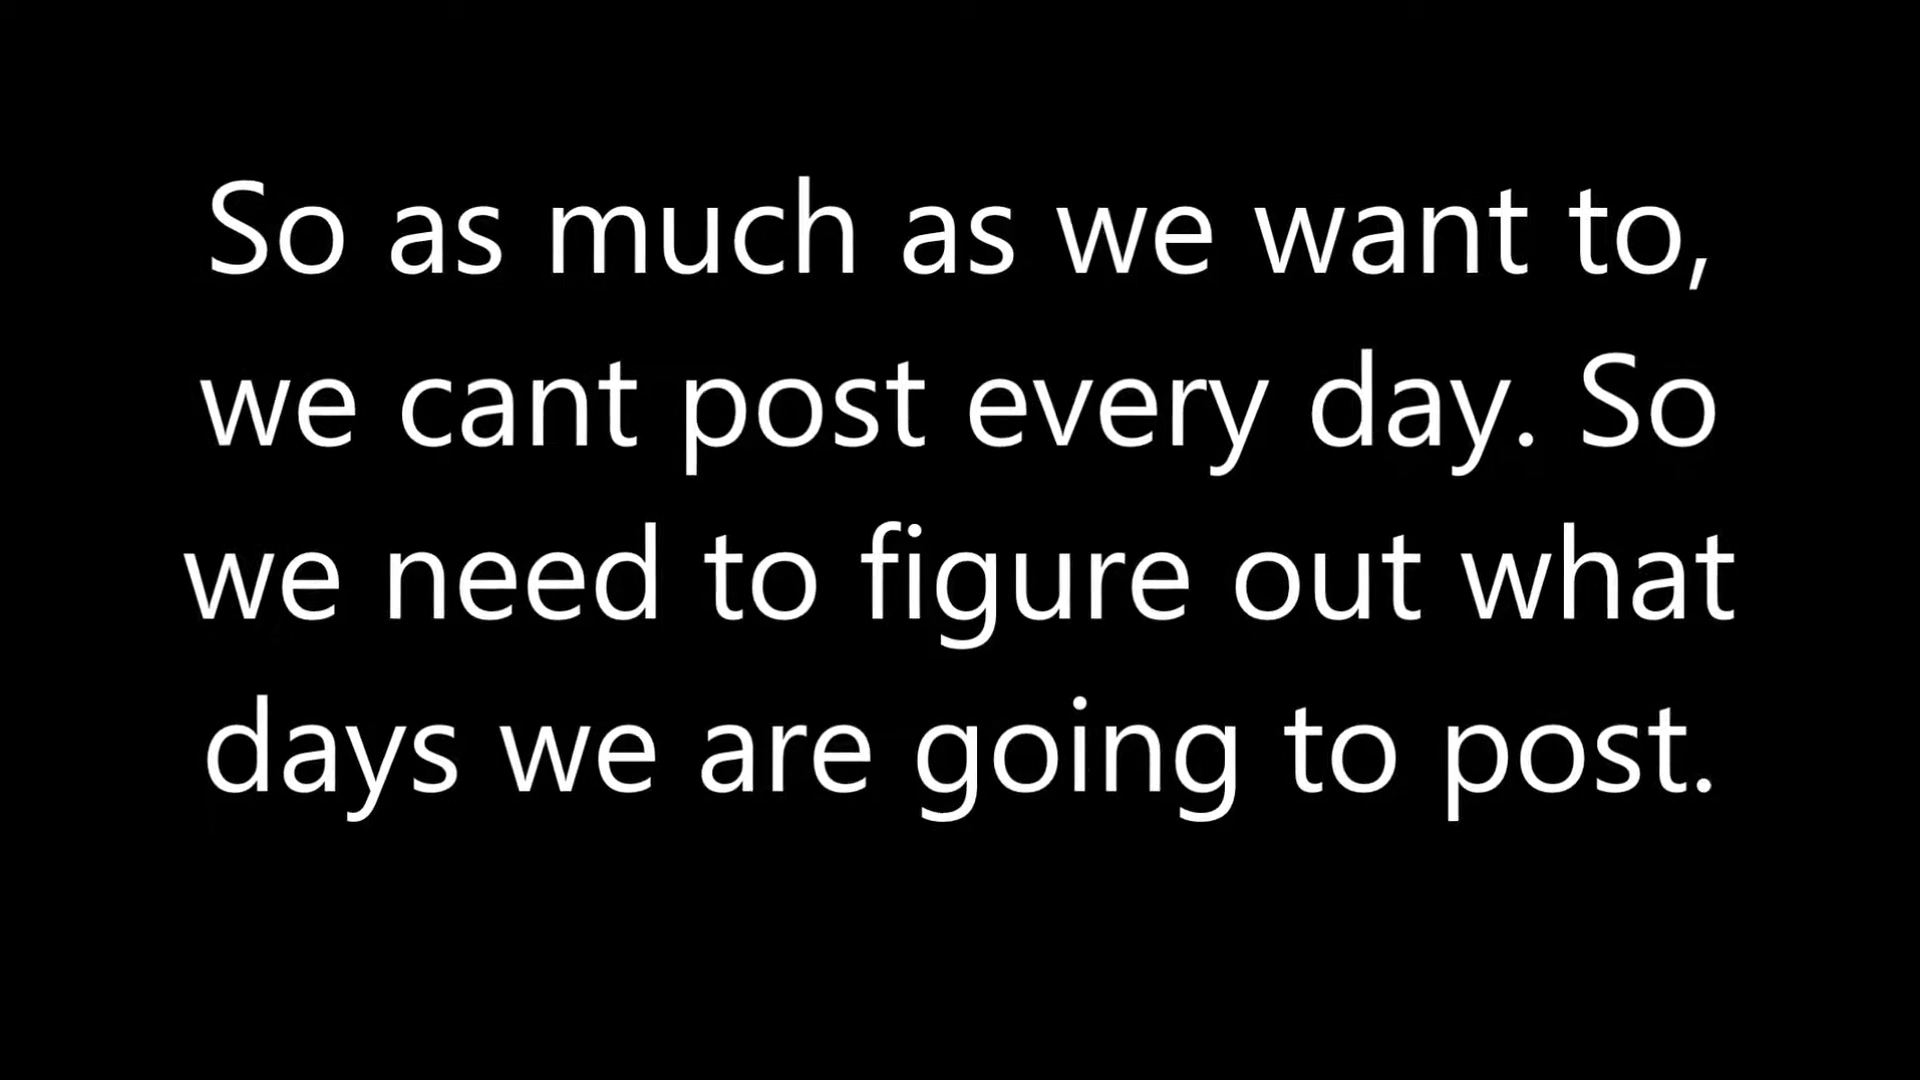 So as much as we want to,
we cant post every day. So
we need to figure out what
days we are going to post.